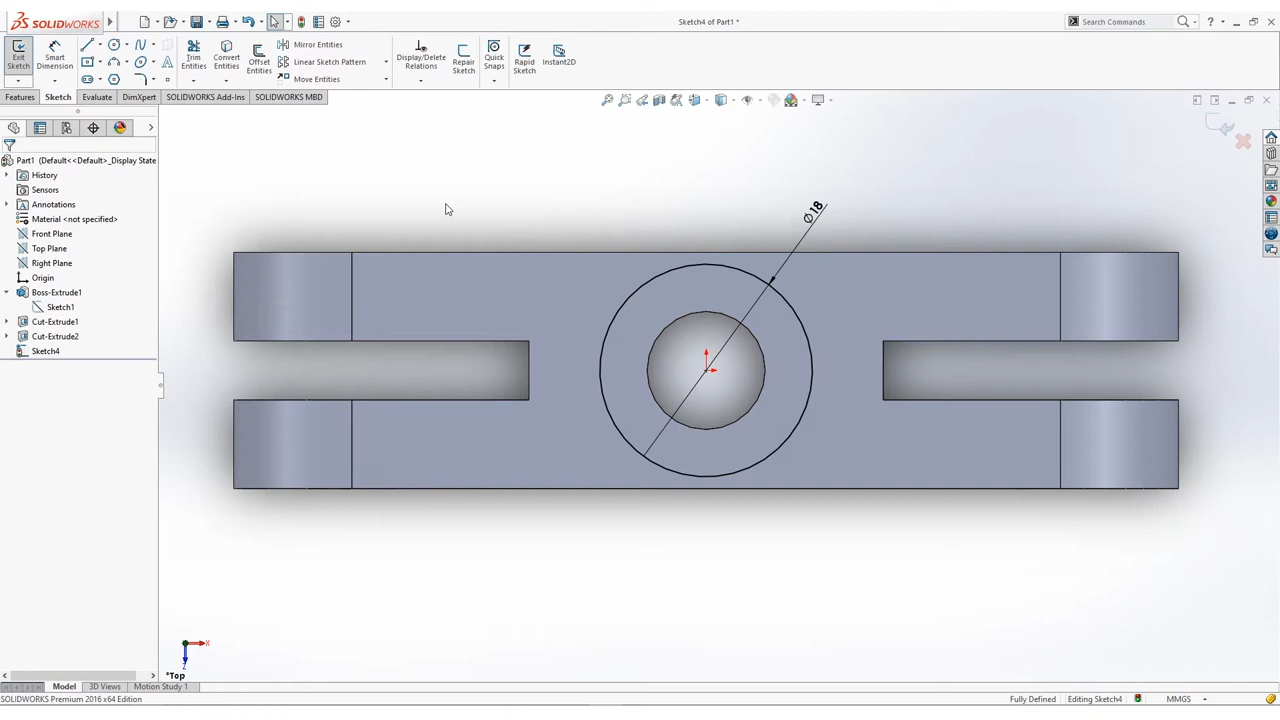 SOLIDWORKS
Sketch4 of Part1 *
Search Commands
?
Exit Sketch
Smart Dimension
Trim Entities
Convert Entities
Offset Entities
Mirror Entities
Linear Sketch Pattern
Move Entities
Display/Delete Relations
Repair Sketch
Quick Snaps
Rapid Sketch
Instant2D
Features
Sketch
Evaluate
DimXpert
SOLIDWORKS Add-Ins
SOLIDWORKS MBD
Part1 (Default<<Default>_Display State
History
Sensors
Annotations
Material <not specified>
Front Plane
Top Plane
Right Plane
Origin
Boss-Extrude1
Sketch1
Cut-Extrude1
Cut-Extrude2
Sketch4
Ø18
X
Z
*Top
Model
3D Views
Motion Study 1
SOLIDWORKS Premium 2016 x64 Edition
Fully Defined
Editing Sketch4
MMGS